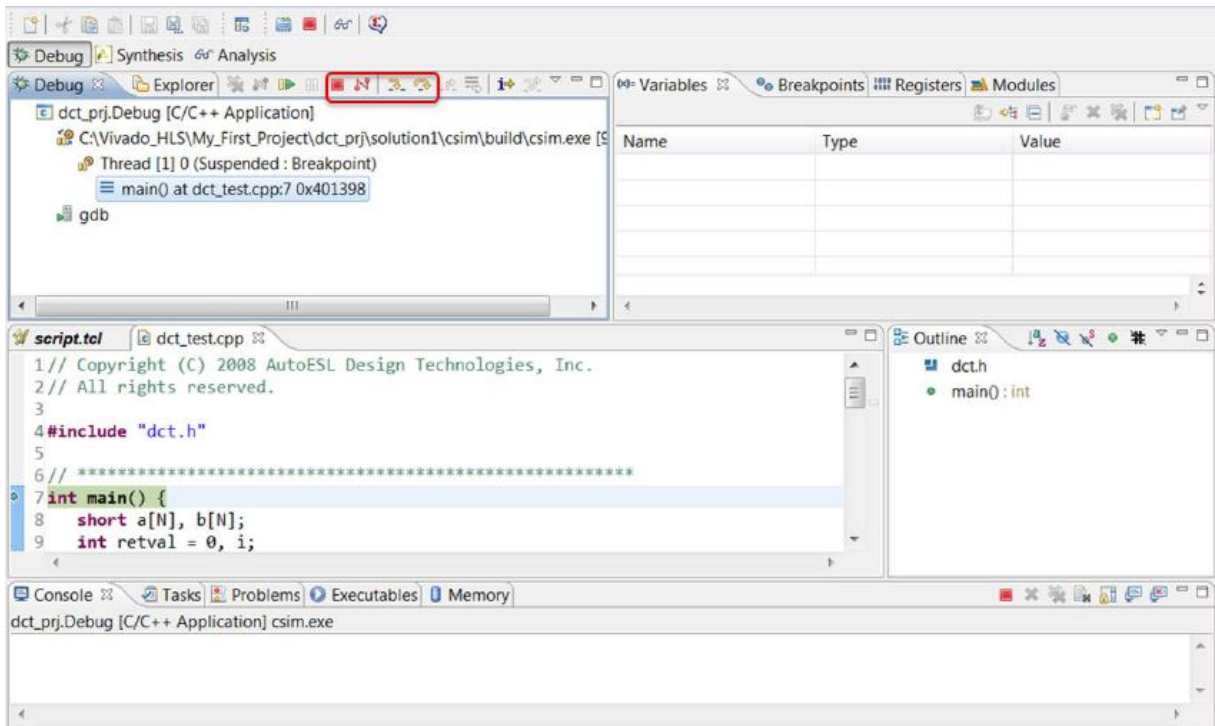 Debug Synthesis Analysis
Debug Explorer
dct_prj.Debug [C/C++ Application]
C:\Vivado_HLS\My_First_Project\dct_prj\solution1\csim\build\csim.exe [9
Thread [1] 0 (Suspended : Breakpoint)
main() at dct_test.cpp:7 0x401398
gdb
(x)= Variables Breakpoints Registers Modules
Name Type Value
script.tcl dct_test.cpp
1 // Copyright (C) 2008 AutoESL Design Technologies, Inc.
2 // All rights reserved.
3
4 #include "dct.h"
5
6 // ********************************************************
7 int main() {
8 short a[N], b[N];
9 int retval = 0, i;
Outline
dct.h
main() : int
Console Tasks Problems Executables Memory
dct_prj.Debug [C/C++ Application] csim.exe